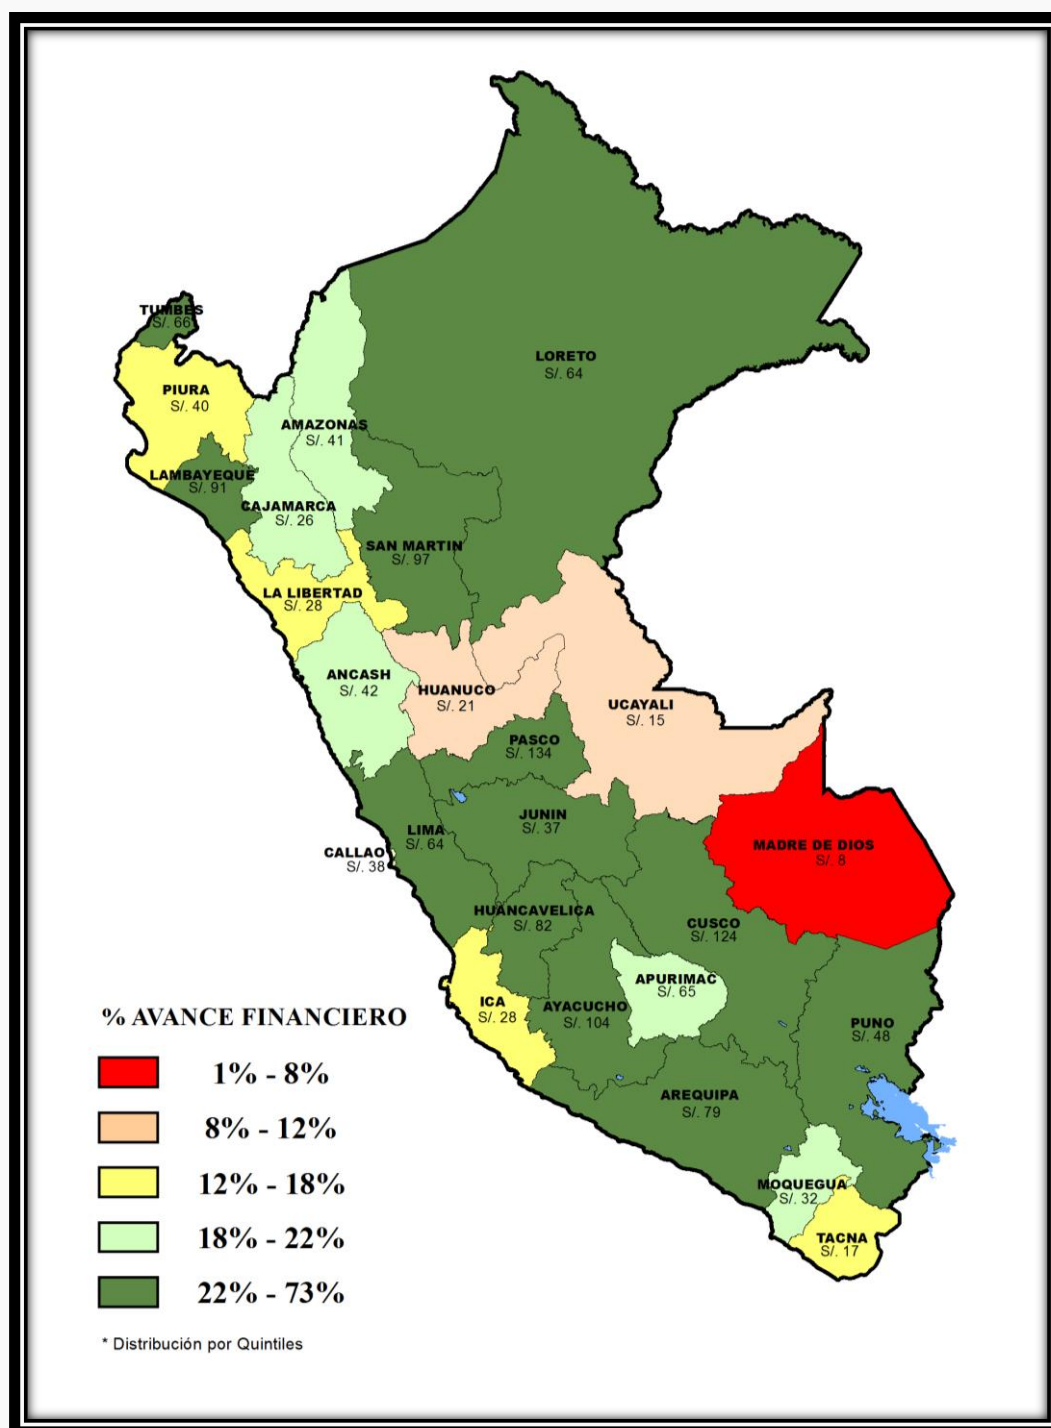 TUMBES
S/. 66
LORETO
S/. 64
PIURA
S/. 40
AMAZONAS
S/. 41
LAMBAYEQUE
S/. 91
CAJAMARCA
S/. 26
SAN MARTIN
S/. 97
LA LIBERTAD
S/. 28
ANCASH
S/. 42
HUANUCO
S/. 21
UCAYALI
S/. 15
PASCO
S/. 134
JUNIN
S/. 37
LIMA
S/. 64
CALLAO
S/. 38
MADRE DE DIOS
S/. 8
HUANCAVELICA
S/. 82
CUSCO
S/. 124
APURIMAC
S/. 65
ICA
S/. 28
AYACUCHO
S/. 104
PUNO
S/. 48
AREQUIPA
S/. 79
MOQUEGUA
S/. 32
TACNA
S/. 17
% AVANCE FINANCIERO
1% - 8%
8% - 12%
12% - 18%
18% - 22%
22% - 73%
* Distribución por Quintiles